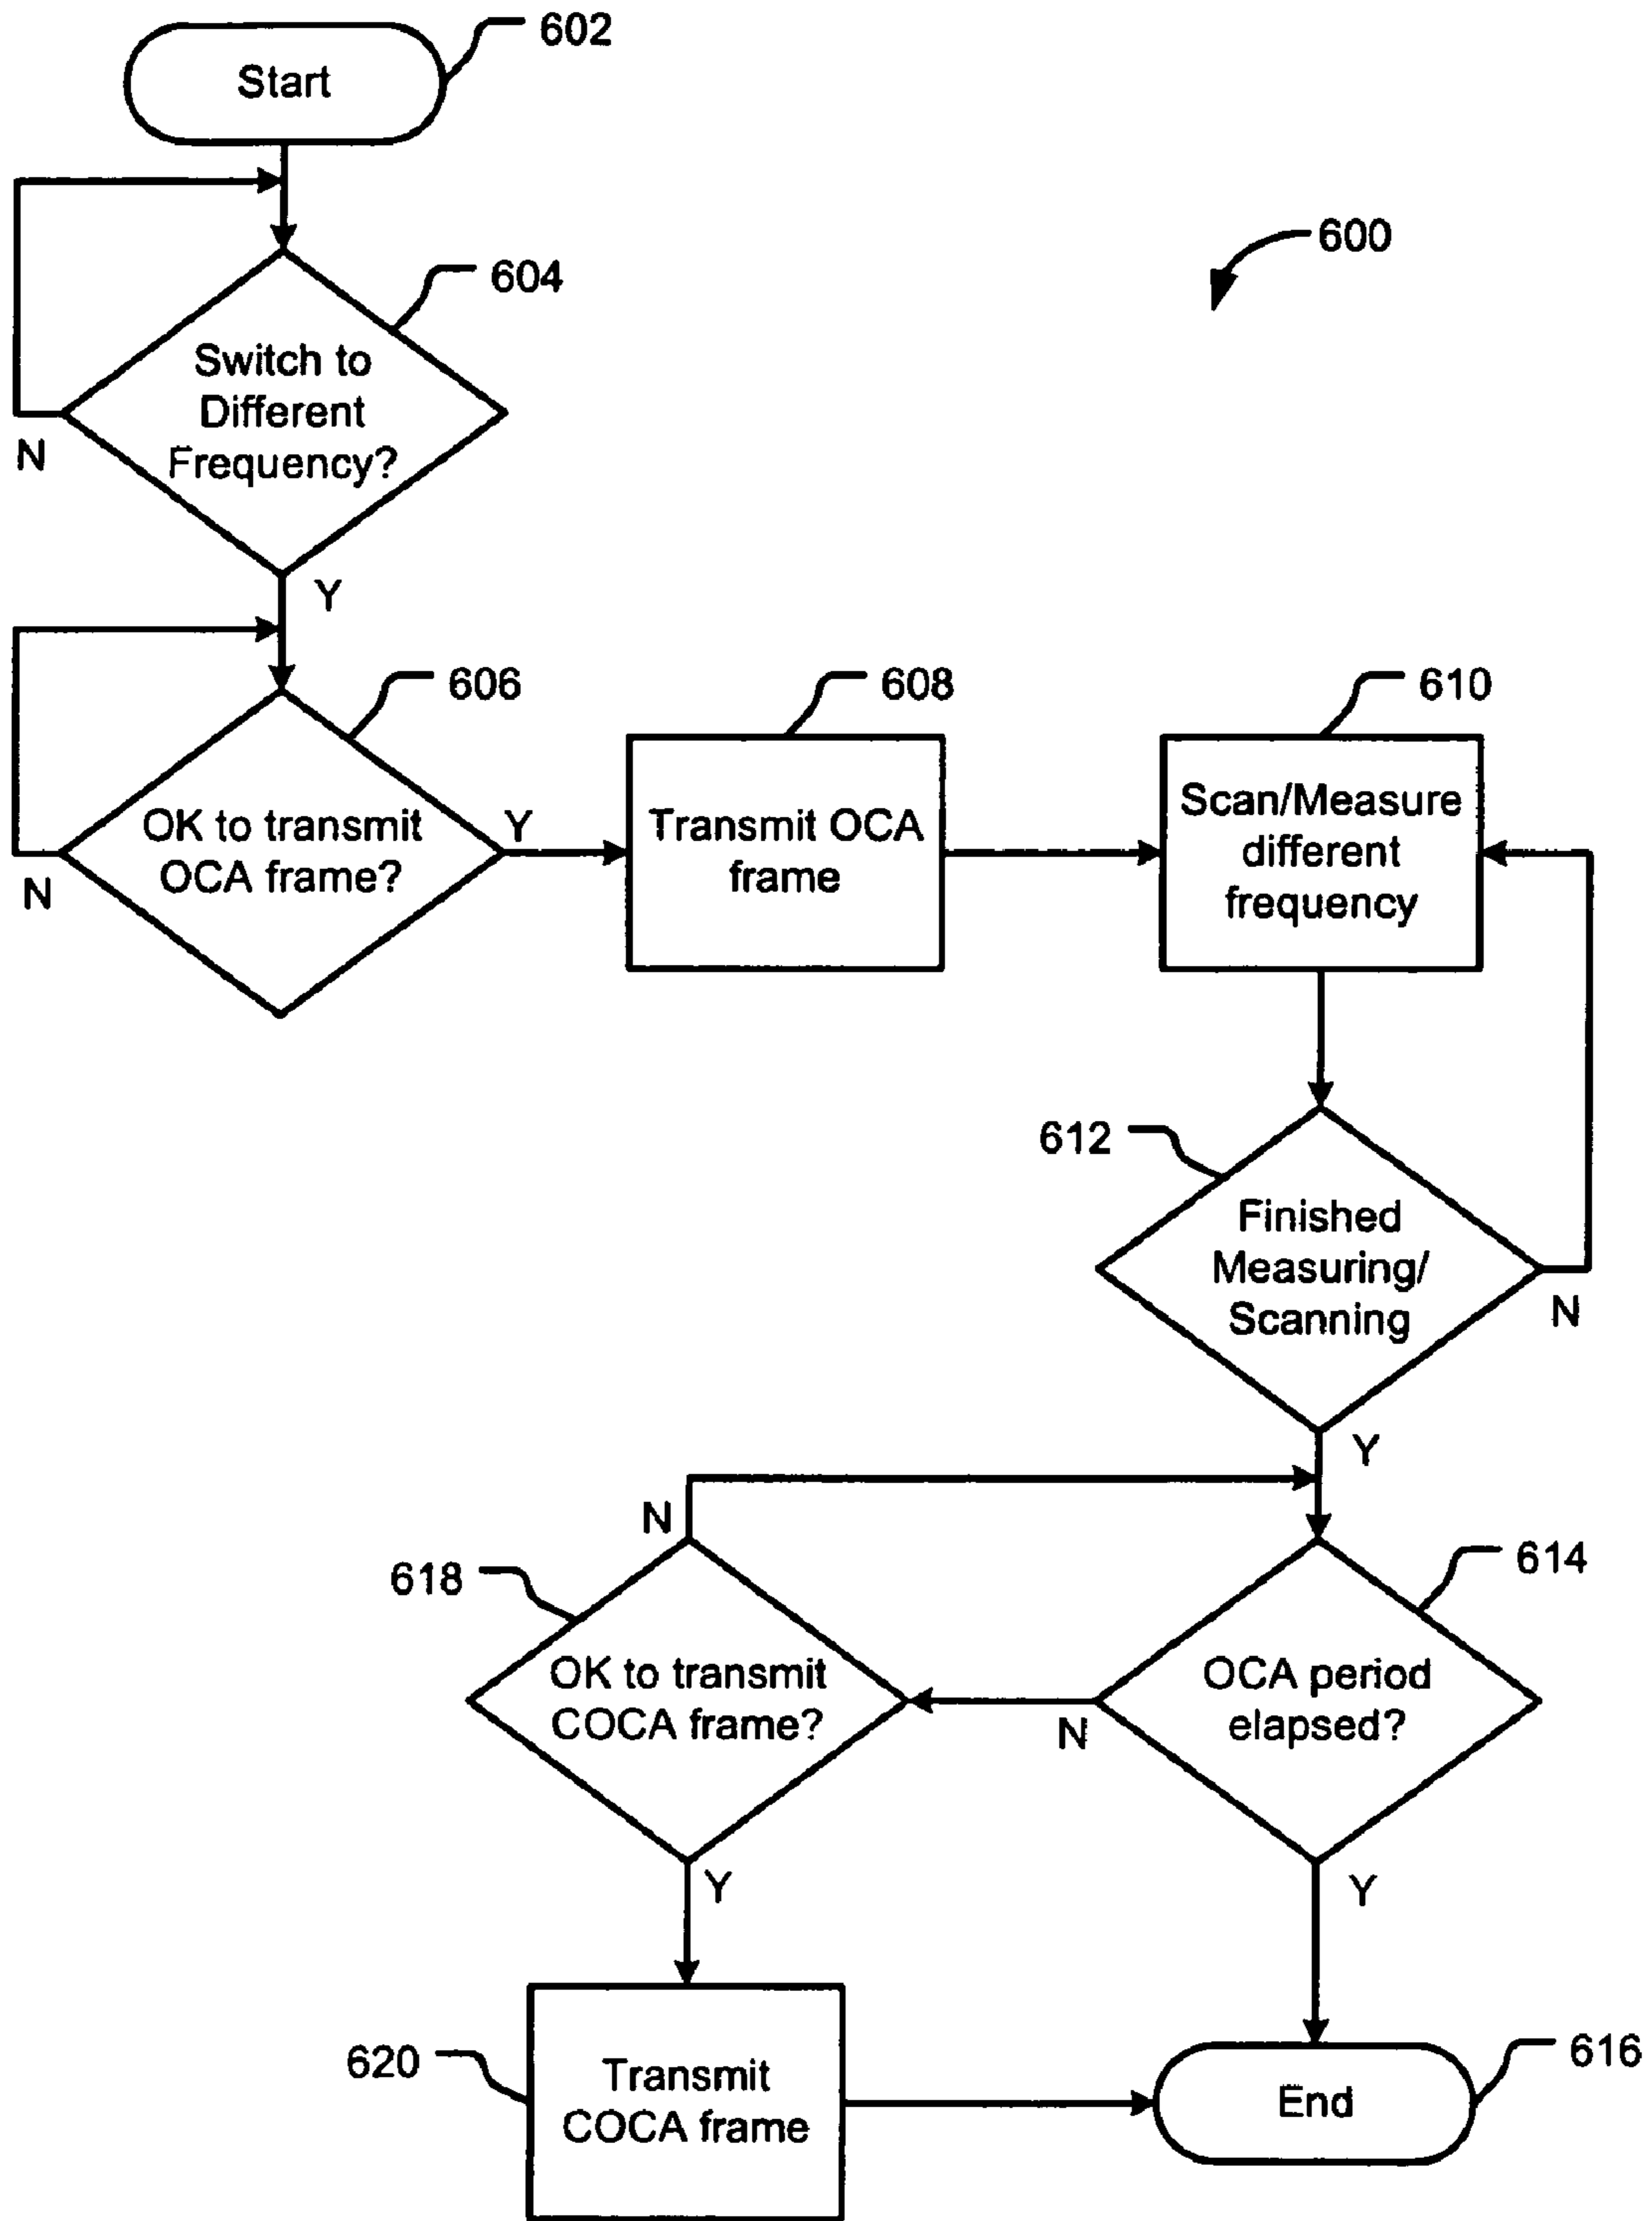 602
Start
600
604
Switch to
Different
Frequency?
N
Y
606
OK to transmit
OCA frame?
N
Y
608
Transmit OCA
frame
610
Scan/Measure
different
frequency
612
Finished
Measuring/
Scanning
N
Y
614
OCA period
elapsed?
N
Y
618
OK to transmit
COCA frame?
N
Y
620
Transmit
COCA frame
616
End